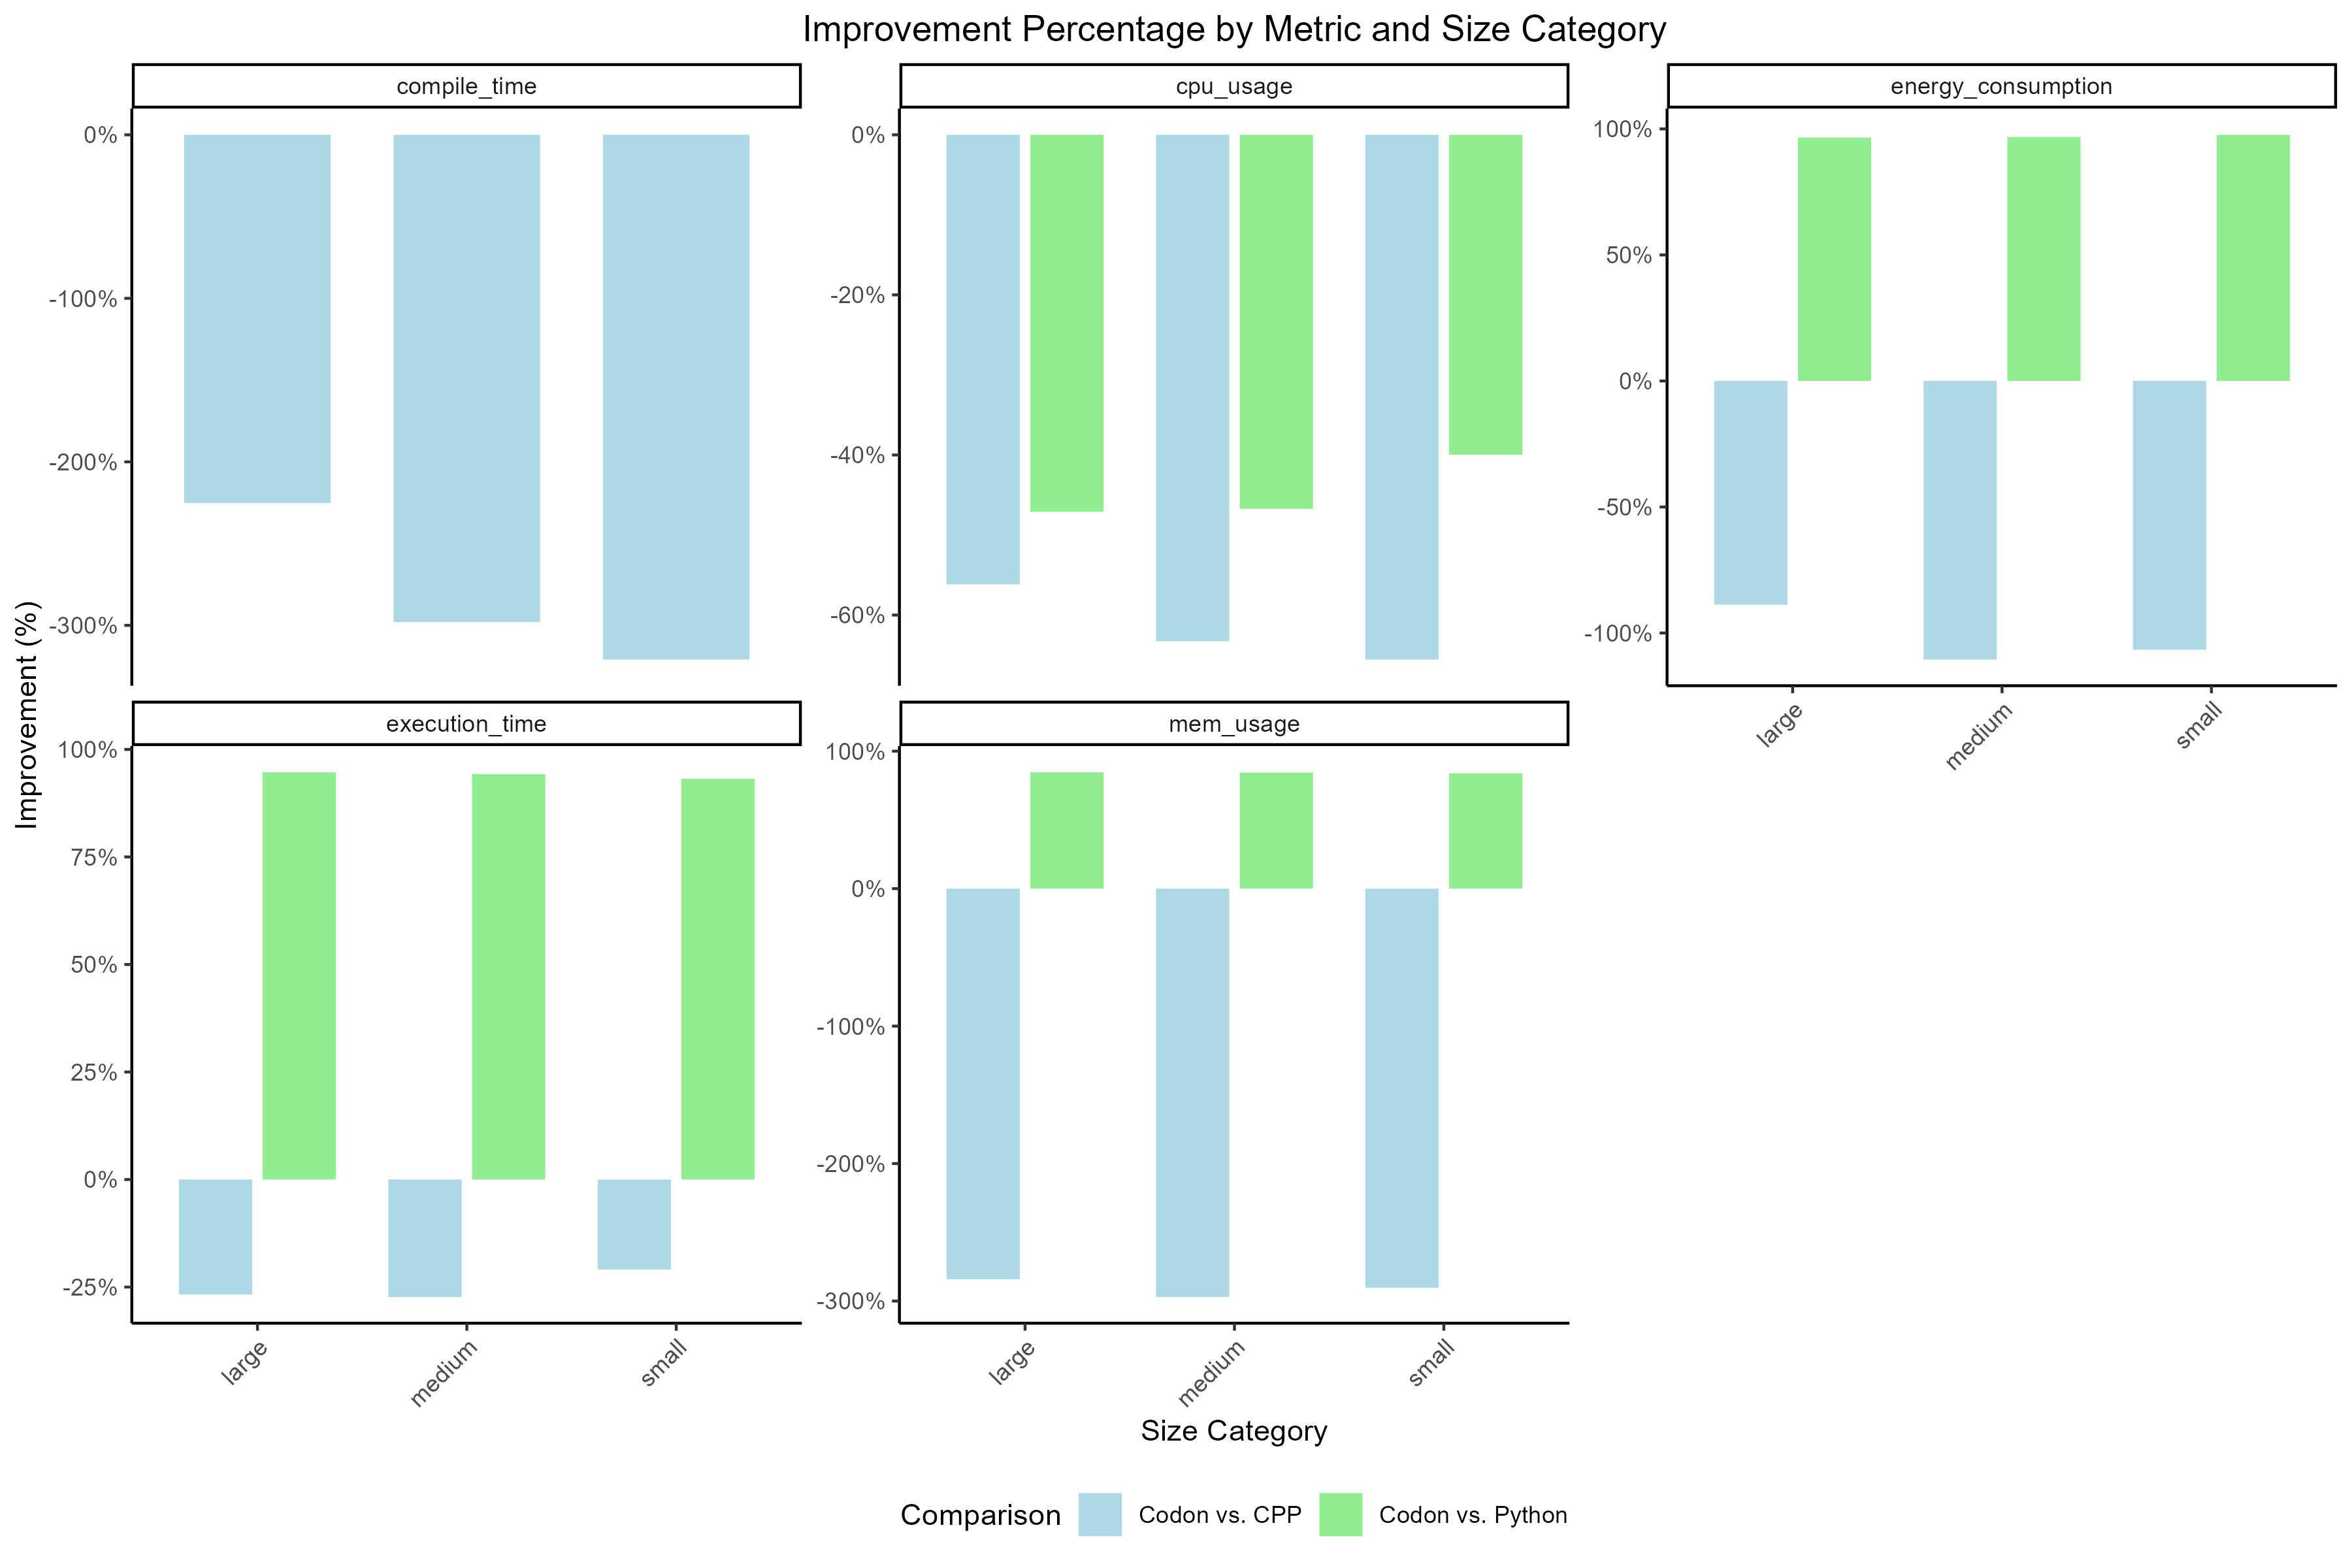 Improvement Percentage by Metric and Size Category
compile_time
cpu_usage
energy_consumption
0%
-100%
-200%
-300%
0%
-20%
-40%
-60%
100%
50%
0%
-50%
-100%
large
medium
small
execution_time
mem_usage
100%
75%
50%
25%
0%
-25%
100%
0%
-100%
-200%
-300%
large
medium
small
large
medium
small
Improvement (%)
Size Category
Comparison
Codon vs. CPP
Codon vs. Python